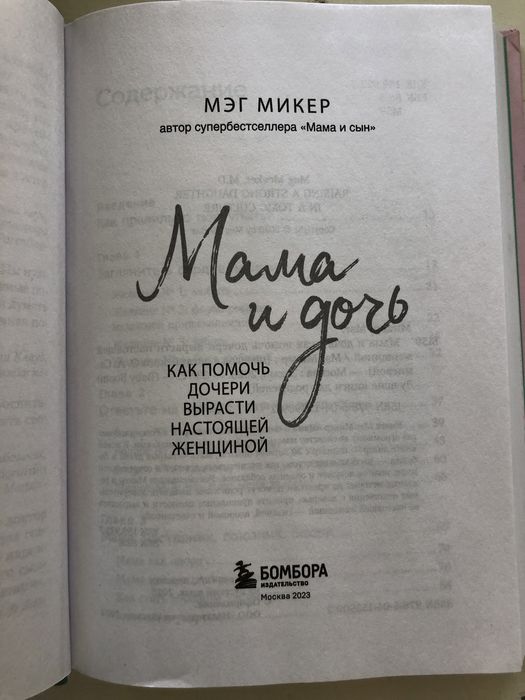 МЭГ МИКЕР
автор супербестселлера «Мама и сын»
Мама
и дочь
КАК ПОМОЧЬ
ДОЧЕРИ
ВЫРАСТИ
НАСТОЯЩЕЙ
ЖЕНЩИНОЙ
БОМБОРА
ИЗДАТЕЛЬСТВО
Москва 2023